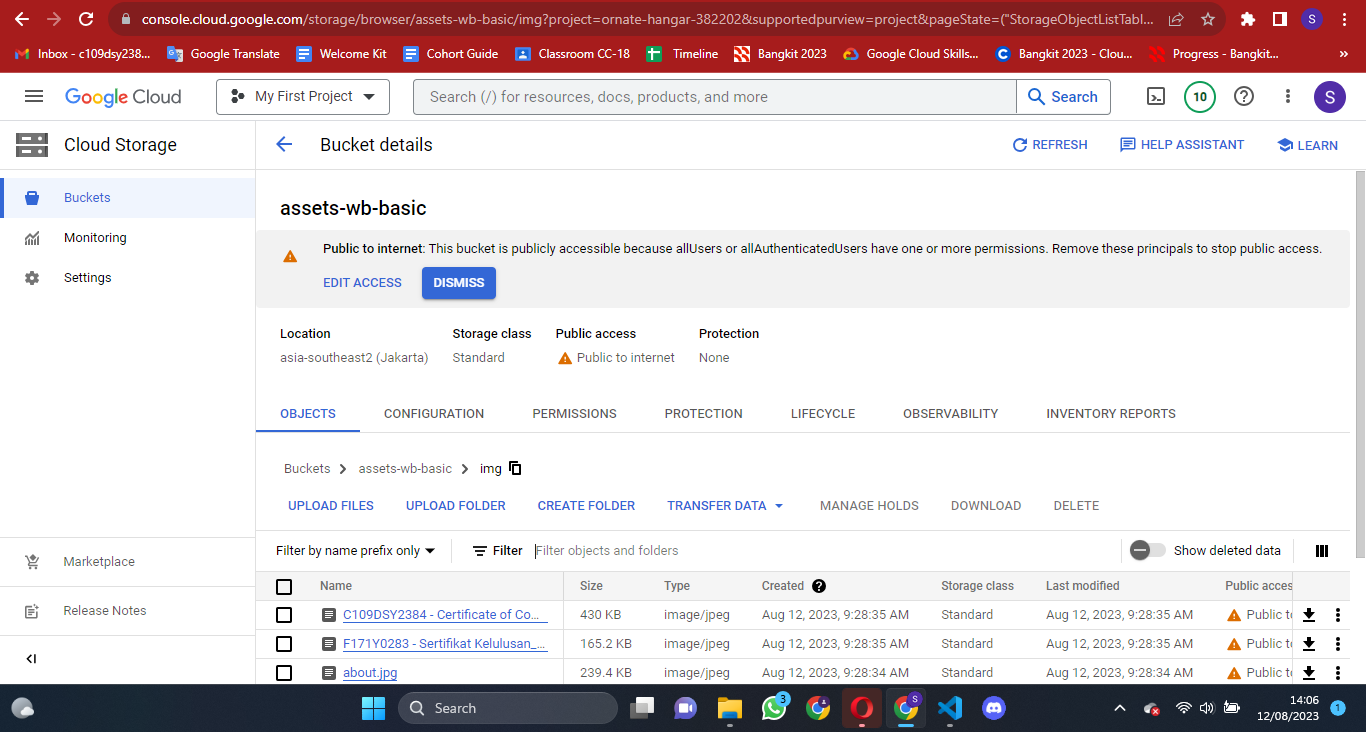 console.cloud.google.com/storage/browser/assets-wb-basic/img?project=ornate-hangar-382202&supportedpurview=project&pageState=("StorageObjectListTabl...
S
Inbox - c109dsy238... Google Translate Welcome Kit Cohort Guide Classroom CC-18 Timeline Bangkit 2023 Google Cloud Skills... Bangkit 2023 - Clou... Progress - Bangkit... »
Google Cloud My First Project Search (/) for resources, docs, products, and more Search 10 S
Cloud Storage Bucket details REFRESH HELP ASSISTANT LEARN
Buckets
Monitoring
Settings
assets-wb-basic
Public to internet: This bucket is publicly accessible because allUsers or allAuthenticatedUsers have one or more permissions. Remove these principals to stop public access.
EDIT ACCESS DISMISS
Location Storage class Public access Protection
asia-southeast2 (Jakarta) Standard Public to internet None
OBJECTS CONFIGURATION PERMISSIONS PROTECTION LIFECYCLE OBSERVABILITY INVENTORY REPORTS
Buckets > assets-wb-basic > img
UPLOAD FILES UPLOAD FOLDER CREATE FOLDER TRANSFER DATA MANAGE HOLDS DOWNLOAD DELETE
Filter by name prefix only Filter Filter objects and folders Show deleted data
Name Size Type Created Storage class Last modified Public acces
C109DSY2384 - Certificate of Co... 430 KB image/jpeg Aug 12, 2023, 9:28:35 AM Standard Aug 12, 2023, 9:28:35 AM Public to
F171Y0283 - Sertifikat Kelulusan_... 165.2 KB image/jpeg Aug 12, 2023, 9:28:35 AM Standard Aug 12, 2023, 9:28:35 AM Public to
about.jpg 239.4 KB image/jpeg Aug 12, 2023, 9:28:34 AM Standard Aug 12, 2023, 9:28:34 AM Public to
Marketplace
Release Notes
Search 3 S 14:06 1
12/08/2023